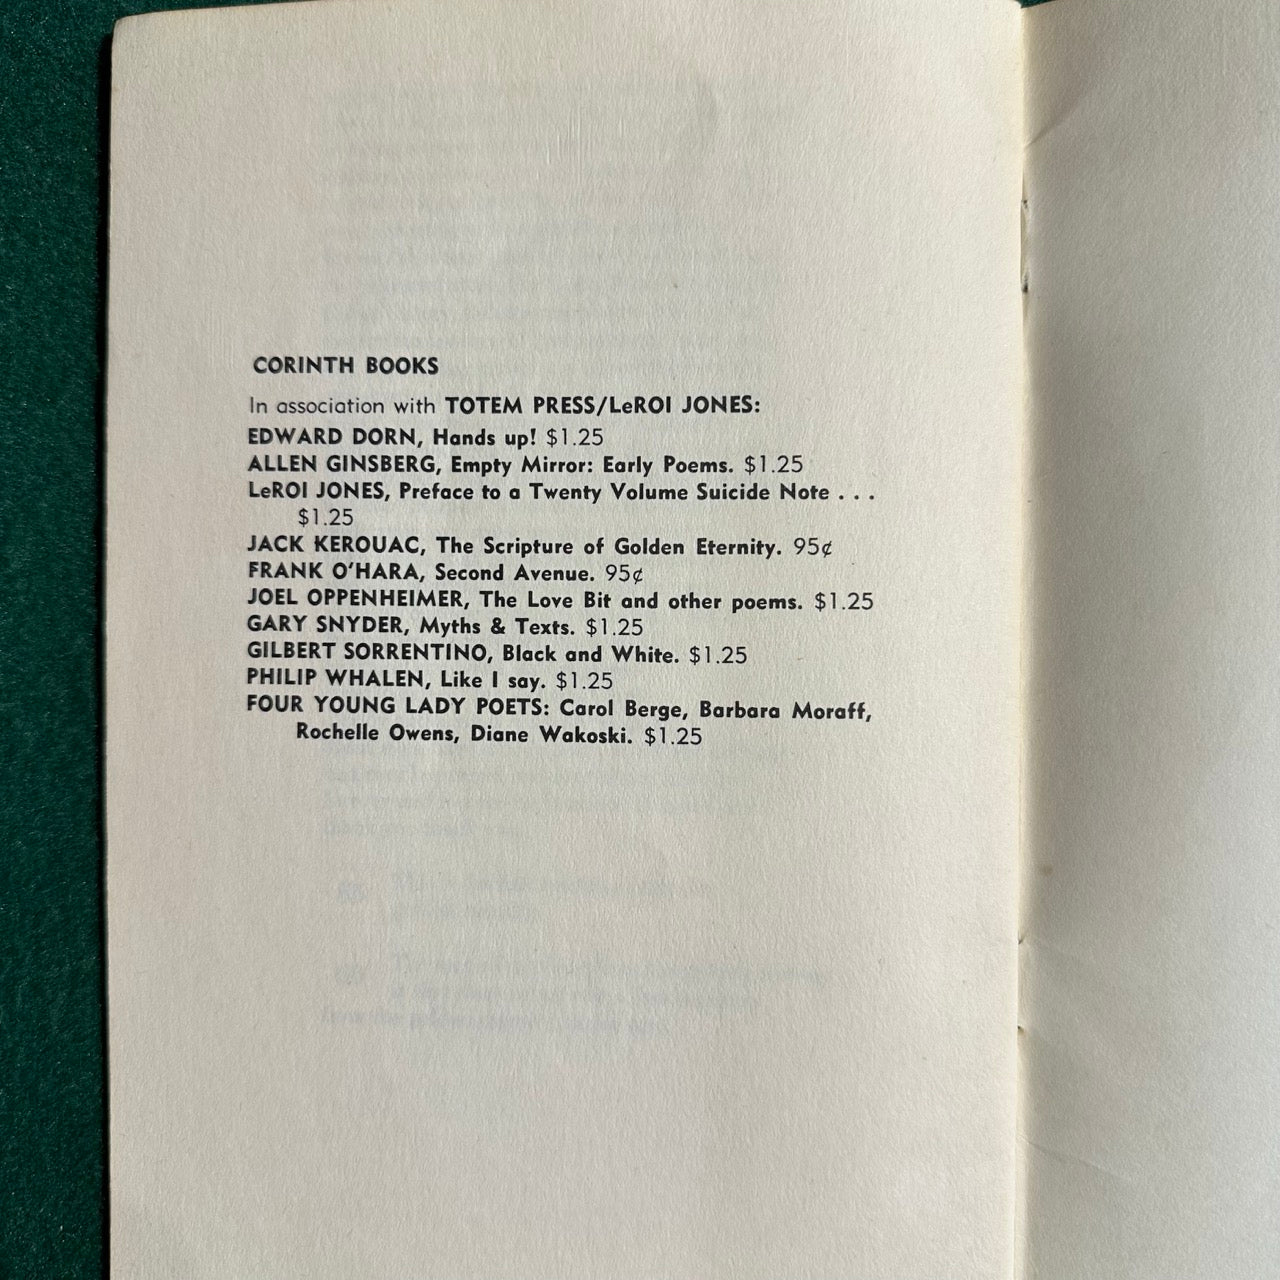 CORINTH BOOKS
In association with TOTEM PRESS/LeROI JONES:
EDWARD DORN, Hands up! $1.25
ALLEN GINSBERG, Empty Mirror: Early Poems. $1.25
LeROI JONES, Preface to a Twenty Volume Suicide Note . . .
$1.25
JACK KEROUAC, The Scripture of Golden Eternity. 95¢
FRANK O'HARA, Second Avenue. 95¢
JOEL OPPENHEIMER, The Love Bit and other poems. $1.25
GARY SNYDER, Myths & Texts. $1.25
GILBERT SORRENTINO, Black and White. $1.25
PHILIP WHALEN, Like I say. $1.25
FOUR YOUNG LADY POETS: Carol Berge, Barbara Moraff,
Rochelle Owens, Diane Wakoski. $1.25